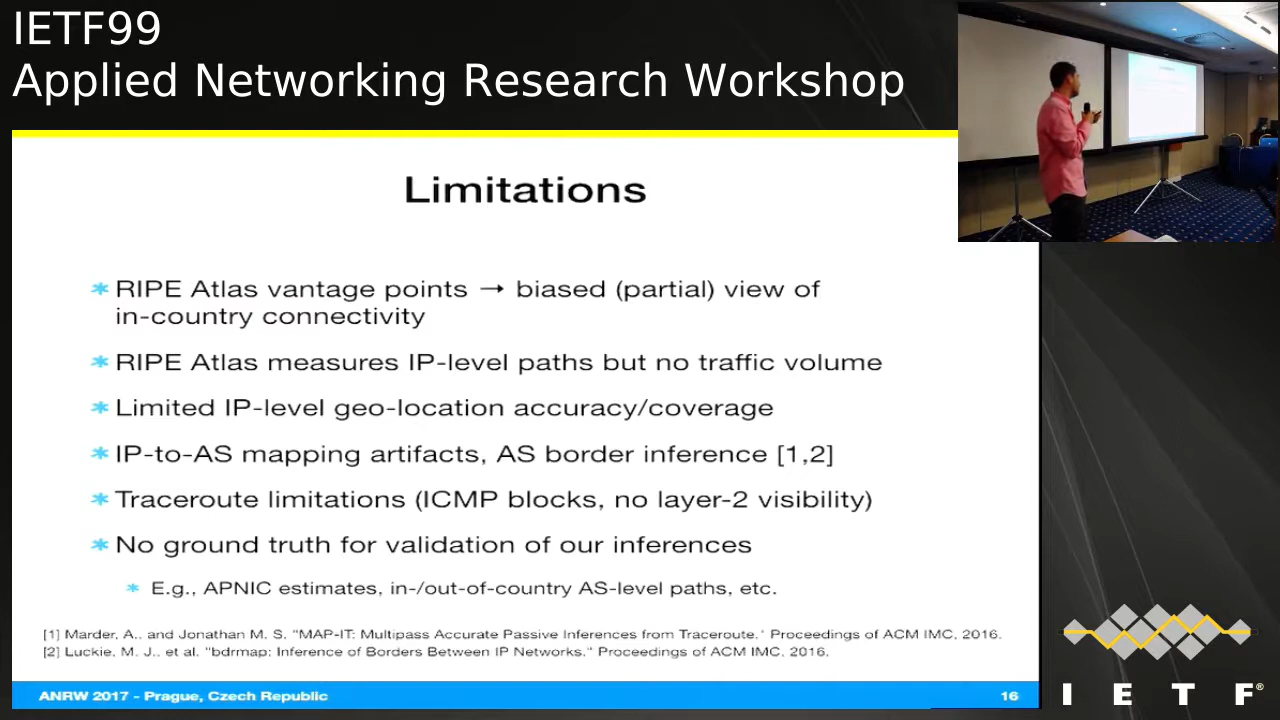 IETF99
Applied Networking Research Workshop
Limitations
* RIPE Atlas vantage points → biased (partial) view of
in-country connectivity
* RIPE Atlas measures IP-level paths but no traffic volume
* Limited IP-level geo-location accuracy/coverage
* IP-to-AS mapping artifacts, AS border inference [1,2]
* Traceroute limitations (ICMP blocks, no layer-2 visibility)
* No ground truth for validation of our inferences
* E.g., APNIC estimates, in-/out-of-country AS-level paths, etc.
[1] Marder, A., and Jonathan M. S. "MAP-IT: Multipass Accurate Passive Inferences from Traceroute." Proceedings of ACM IMC, 2016.
[2] Luckie, M. J., et al. "bdrmap: Inference of Borders Between IP Networks." Proceedings of ACM IMC, 2016.
ANRW 2017 - Prague, Czech Republic 16
I E T F®